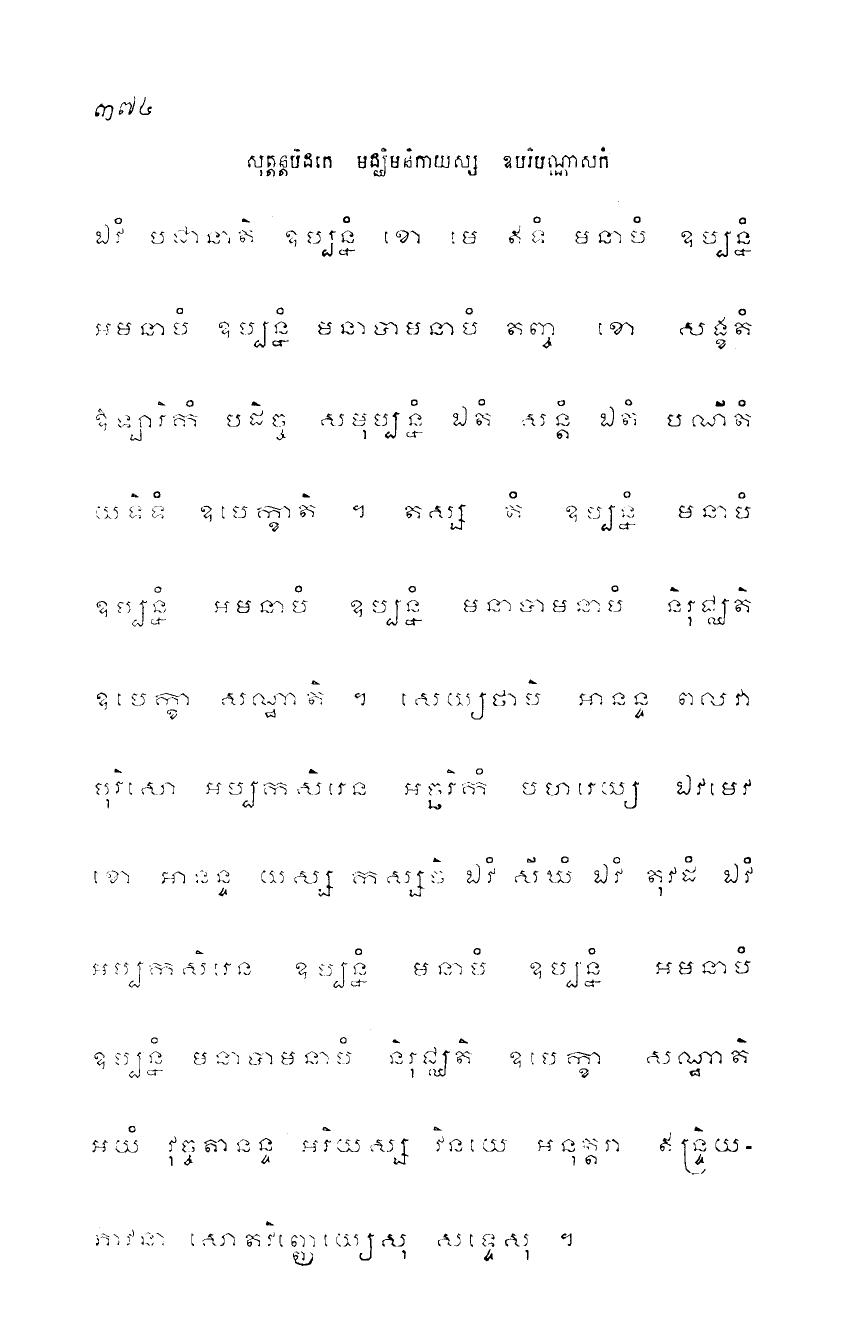 ៣៧៤
សុត្តន្តបិដកេ មជ្ឈិមនិកាយស្ស ឧបរិបណ្ណាសកំ
ឯវំ បជានាតិ ឧប្បន្នំ ខោ មេ ឥទំ មនាបំ ឧប្បន្នំ
អមនាបំ ឧប្បន្នំ មនាបាមនាបំ តញ្ច ខោ សង្ខតំ
ឱឡារិកំ បដិច្ច សមុប្បន្នំ ឯតំ សន្តំ ឯតំ បណីតំ
យទិទំ ឧបេក្ខាតិ ។ តស្ស តំ ឧប្បន្នំ មនាបំ
ឧប្បន្នំ អមនាបំ ឧប្បន្នំ មនាបាមនាបំ និរុជ្ឈតិ
ឧបេក្ខា សណ្ឋាតិ ។ សេយ្យថាបិ អានន្ទ ពលវា
បុរិសោ អប្បកសិរេន អច្ឆរិកំ បហារេយ្យ ឯវមេវ
ខោ អានន្ទ យស្ស កស្សចិ ឯវំ សីឃំ ឯវំ តុវដំ ឯវំ
អប្បកសិរេន ឧប្បន្នំ មនាបំ ឧប្បន្នំ អមនាបំ
ឧប្បន្នំ មនាបាមនាបំ និរុជ្ឈតិ ឧបេក្ខា សណ្ឋាតិ
អយំ វុច្ចតានន្ទ អរិយស្ស វិនយេ អនុត្តរា ឥន្ទ្រិយ-
ភាវនា សោតវិញ្ញេយ្យេសុ សទ្ទេសុ ។